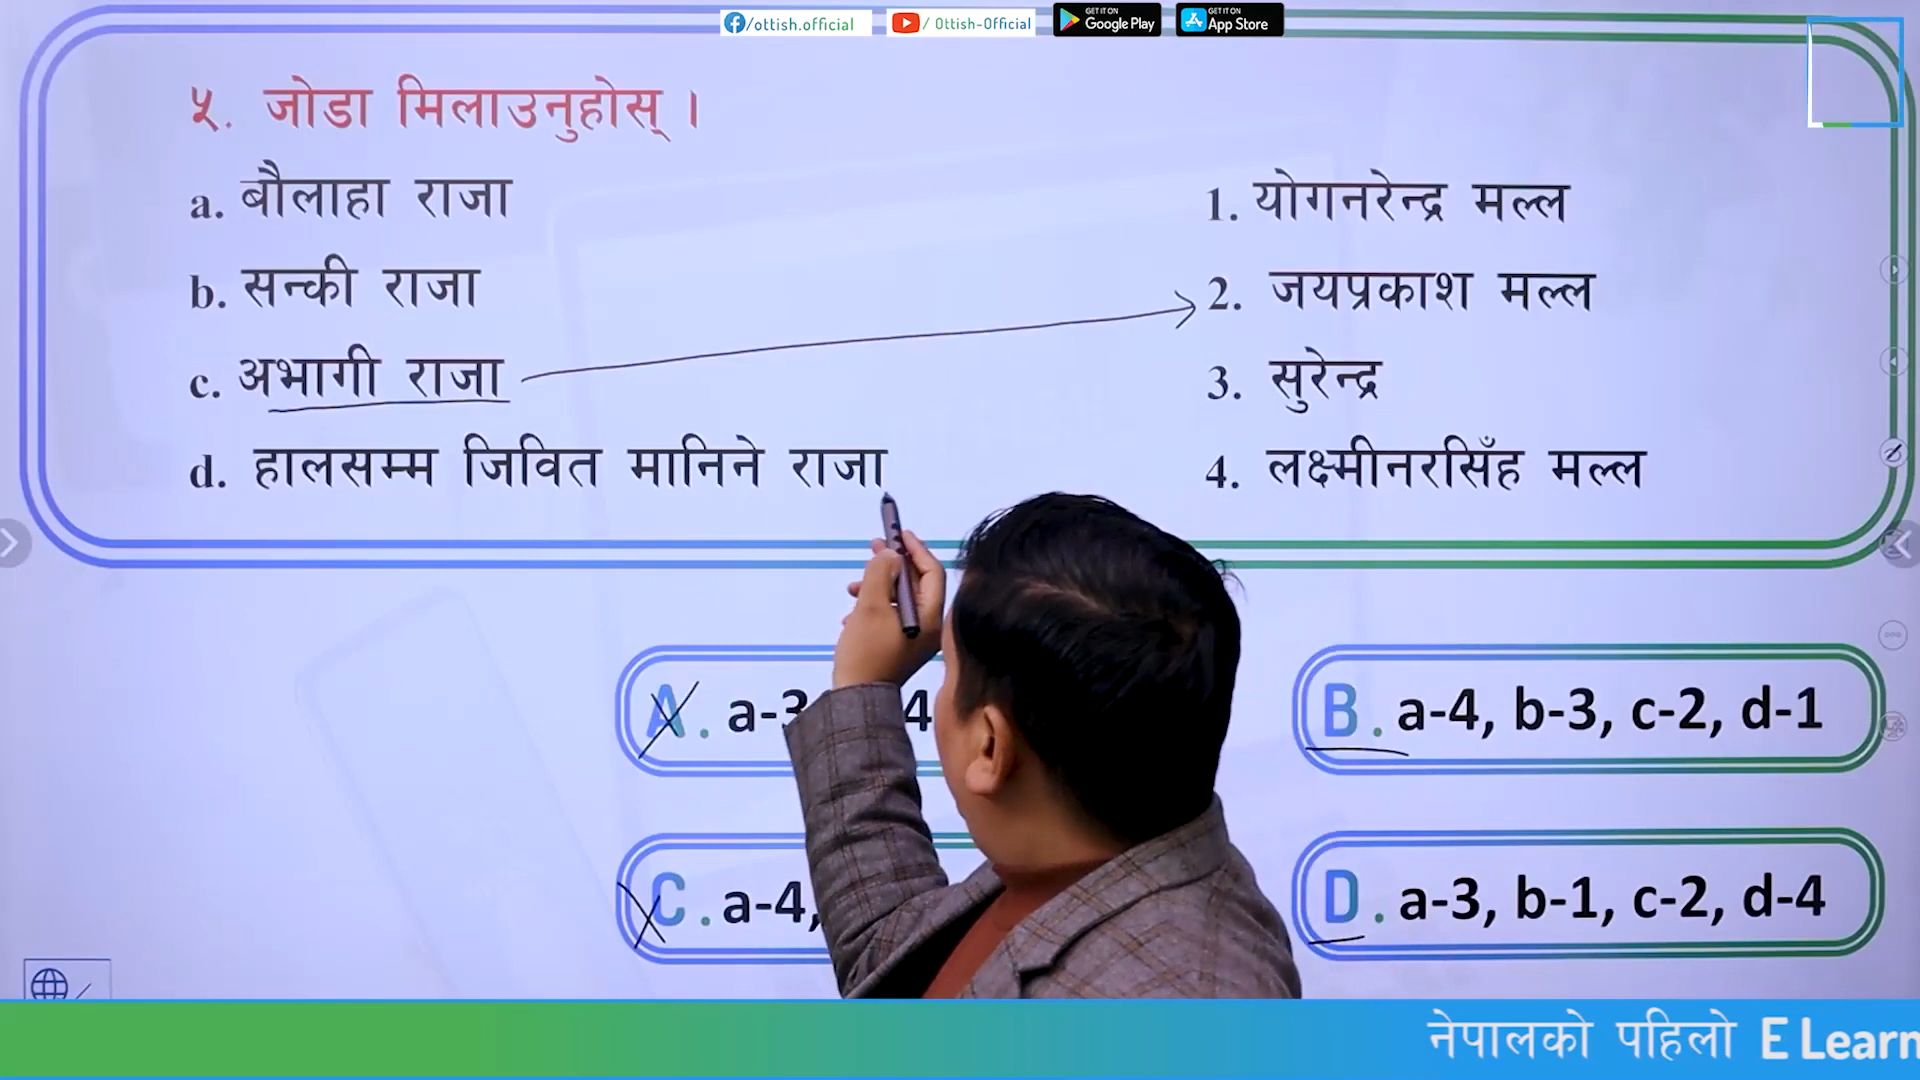 /ottish.official
/ Ottish-Official
GET IT ON
Google Play
GET IT ON
App Store
५. जोडा मिलाउनुहोस् ।
a. बौलाहा राजा
1. योगनरेन्द्र मल्ल
b. सन्की राजा
2. जयप्रकाश मल्ल
c. अभागी राजा
3. सुरेन्द्र
d. हालसम्म जिवित मानिने राजा
4. लक्ष्मीनरसिँह मल्ल
A. a-3 4
B. a-4, b-3, c-2, d-1
C. a-4,
D. a-3, b-1, c-2, d-4
नेपालको पहिलो E Learn